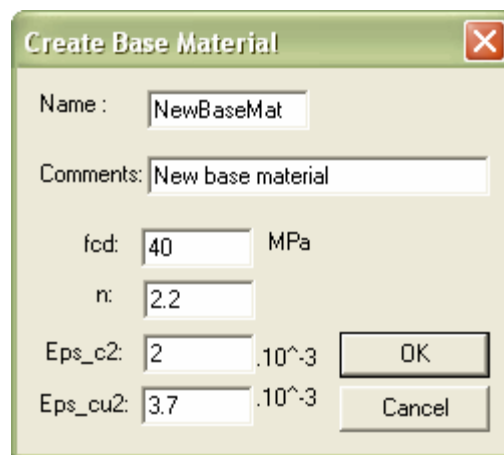 Create Base Material
Name : NewBaseMat
Comments: New base material
fcd: 40 MPa
n: 2.2
Eps_c2: 2 .10^-3 OK
Eps_cu2: 3.7 .10^-3 Cancel